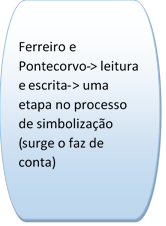 Ferreiro e
Pontecorvo-> leitura
e escrita-> uma
etapa no processo
de simbolização
(surge o faz de
conta)